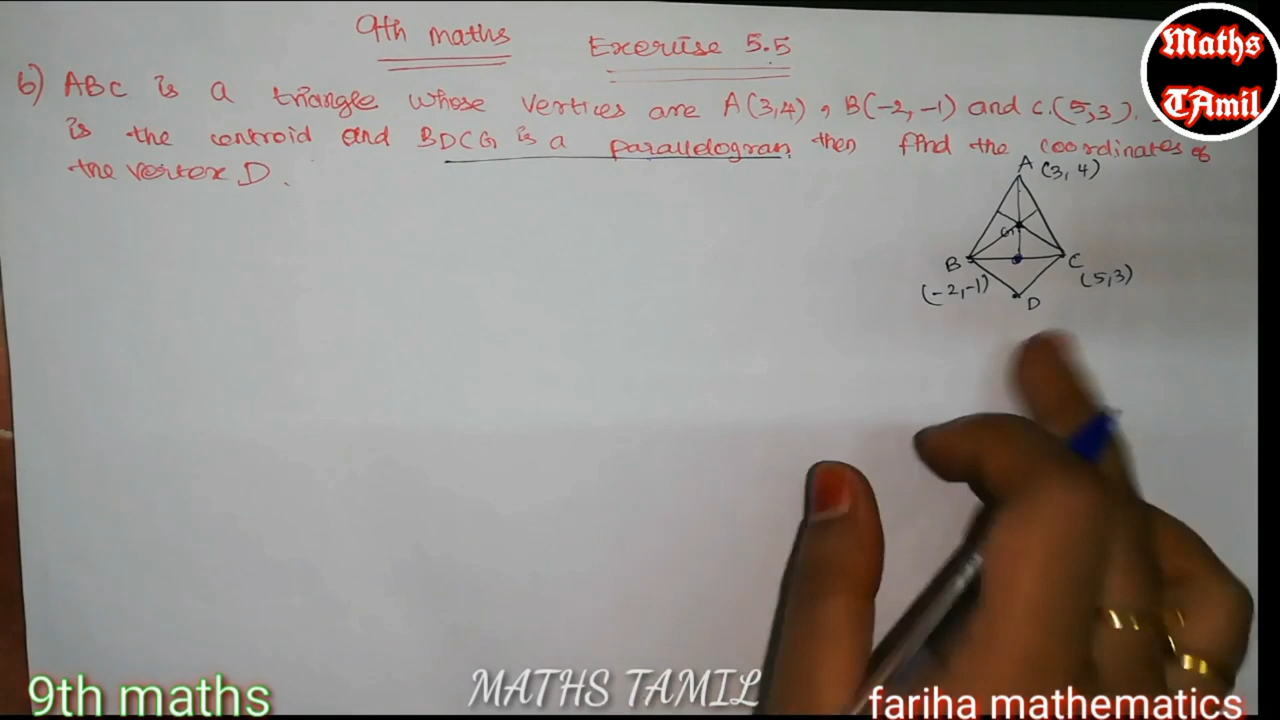 9th maths Exercise 5.5
Maths
TAmil
6) ABC is a triangle whose vertices are A(3,4), B(-2,-1) and C.(5,3).
is the centroid and BDCG is a parallelogram then find the coordinates of
the vertex D.
A (3, 4)
G
B C
(-2,-1) (5,3)
D
9th maths MATHS TAMIL fariha mathematics